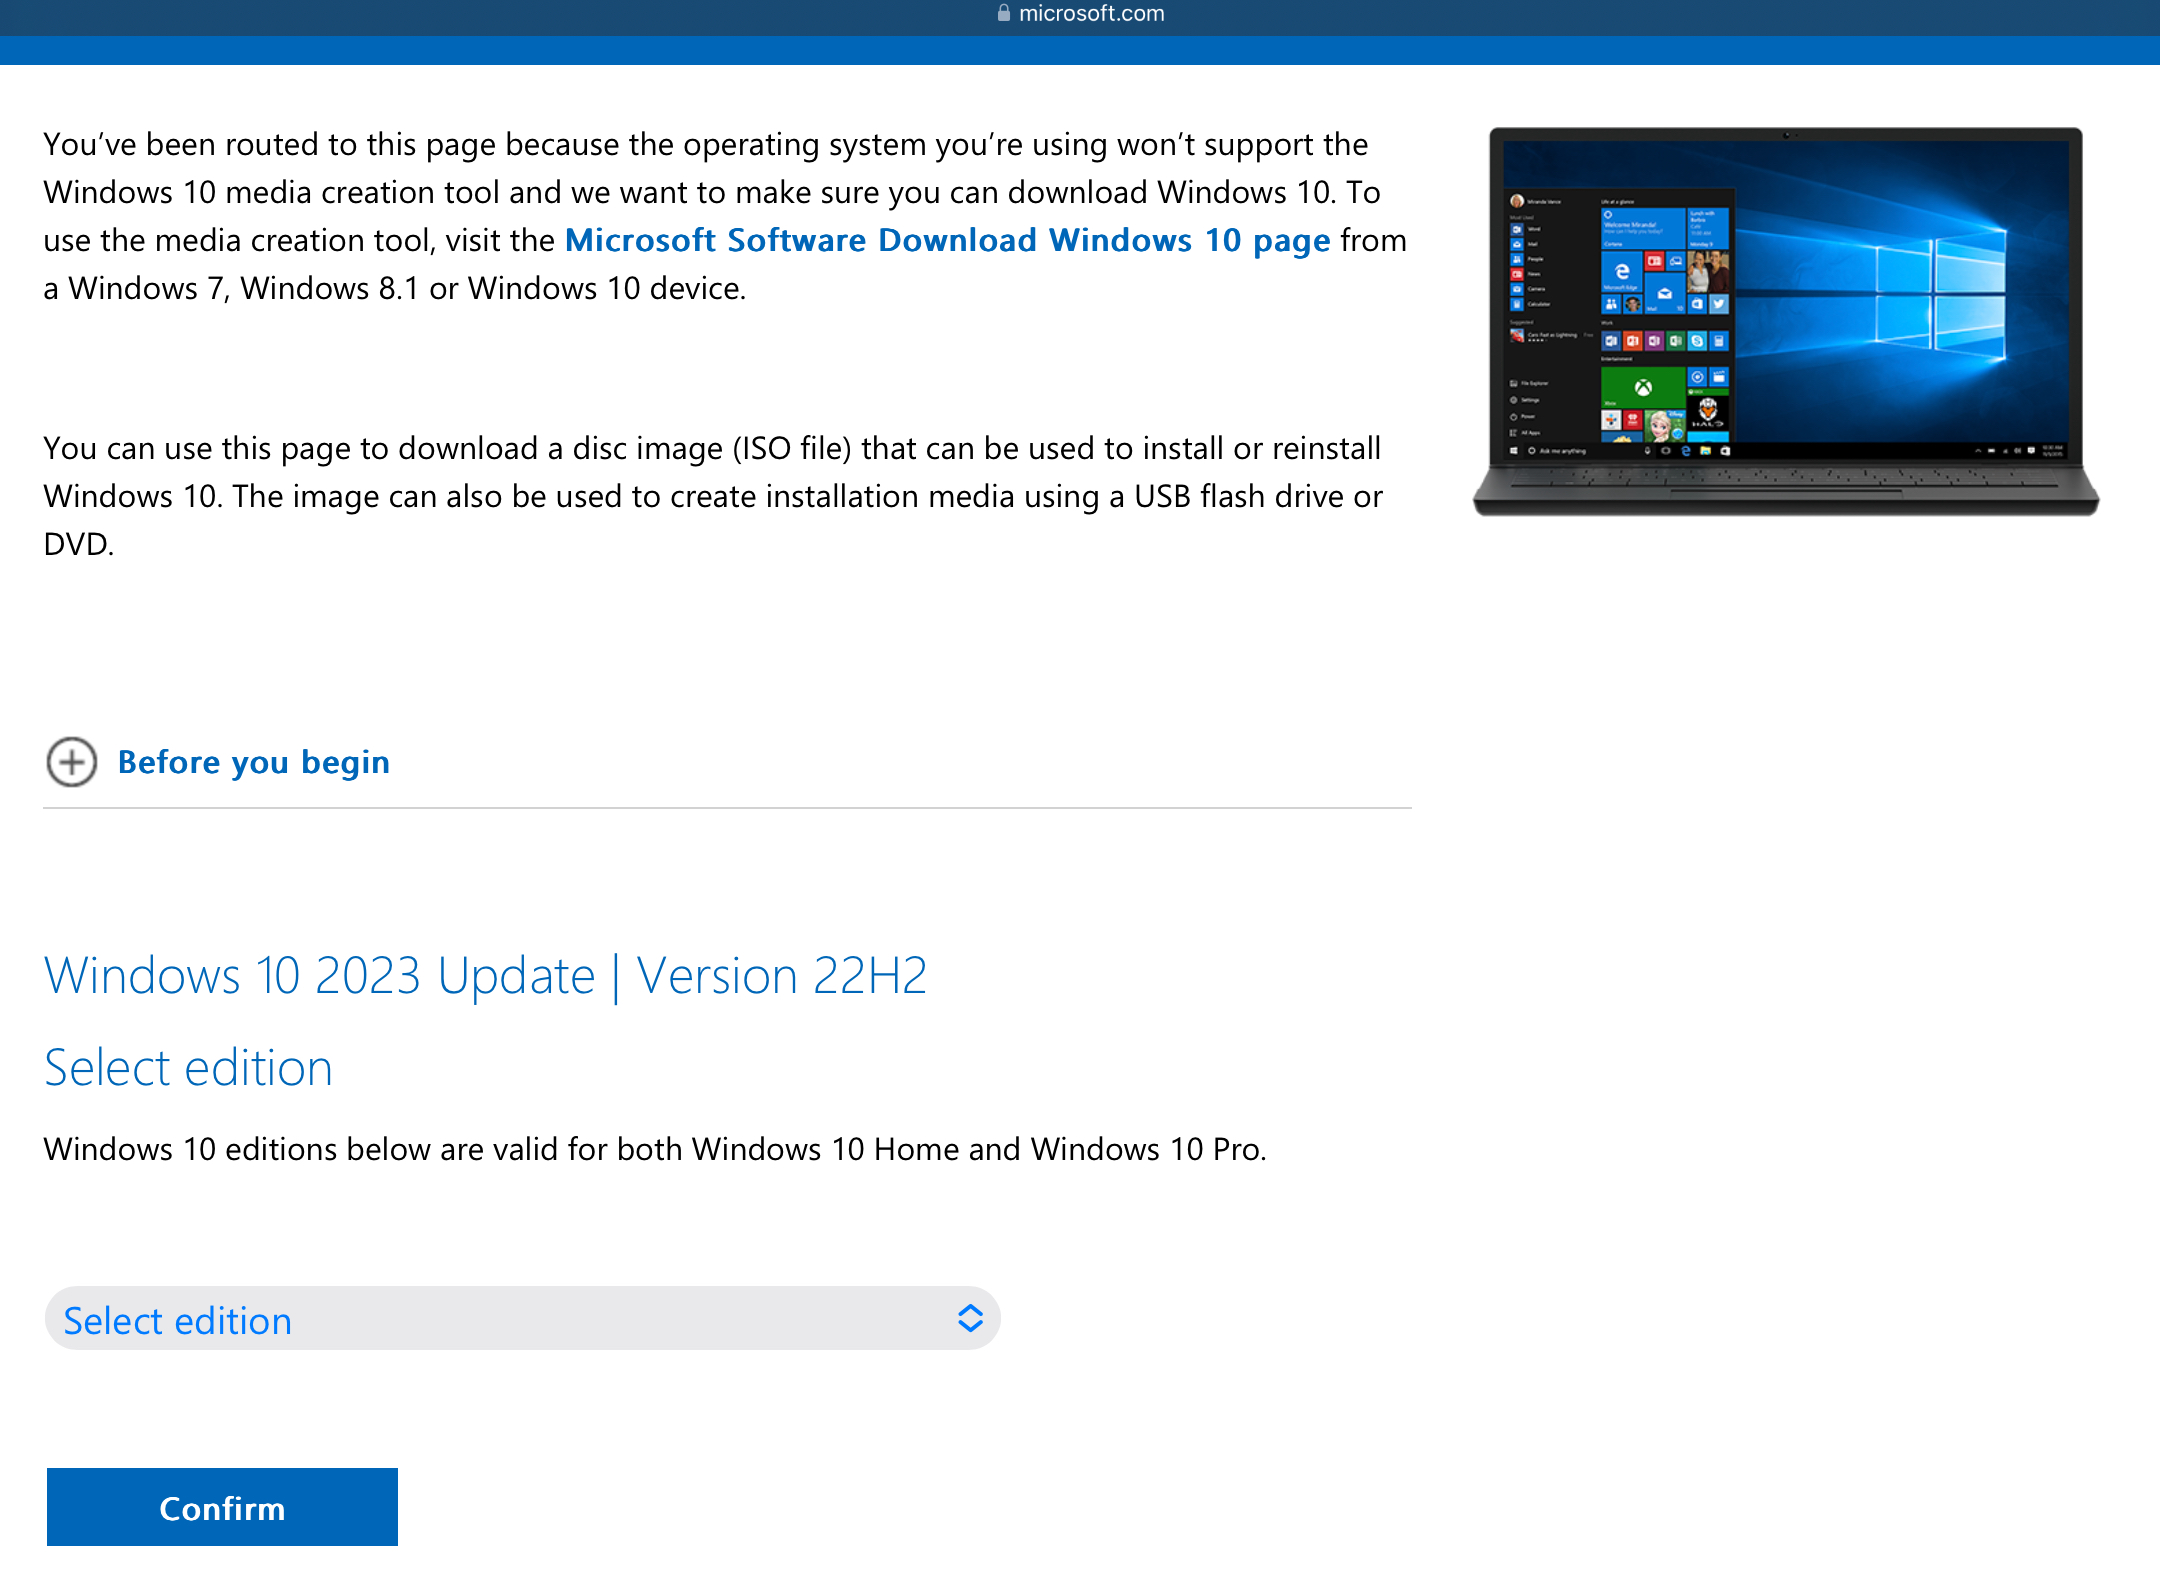 microsoft.com
You’ve been routed to this page because the operating system you’re using won’t support the
Windows 10 media creation tool and we want to make sure you can download Windows 10. To
use the media creation tool, visit the Microsoft Software Download Windows 10 page from
a Windows 7, Windows 8.1 or Windows 10 device.
You can use this page to download a disc image (ISO file) that can be used to install or reinstall
Windows 10. The image can also be used to create installation media using a USB flash drive or
DVD.
Before you begin
Windows 10 2023 Update | Version 22H2
Select edition
Windows 10 editions below are valid for both Windows 10 Home and Windows 10 Pro.
Select edition
Confirm